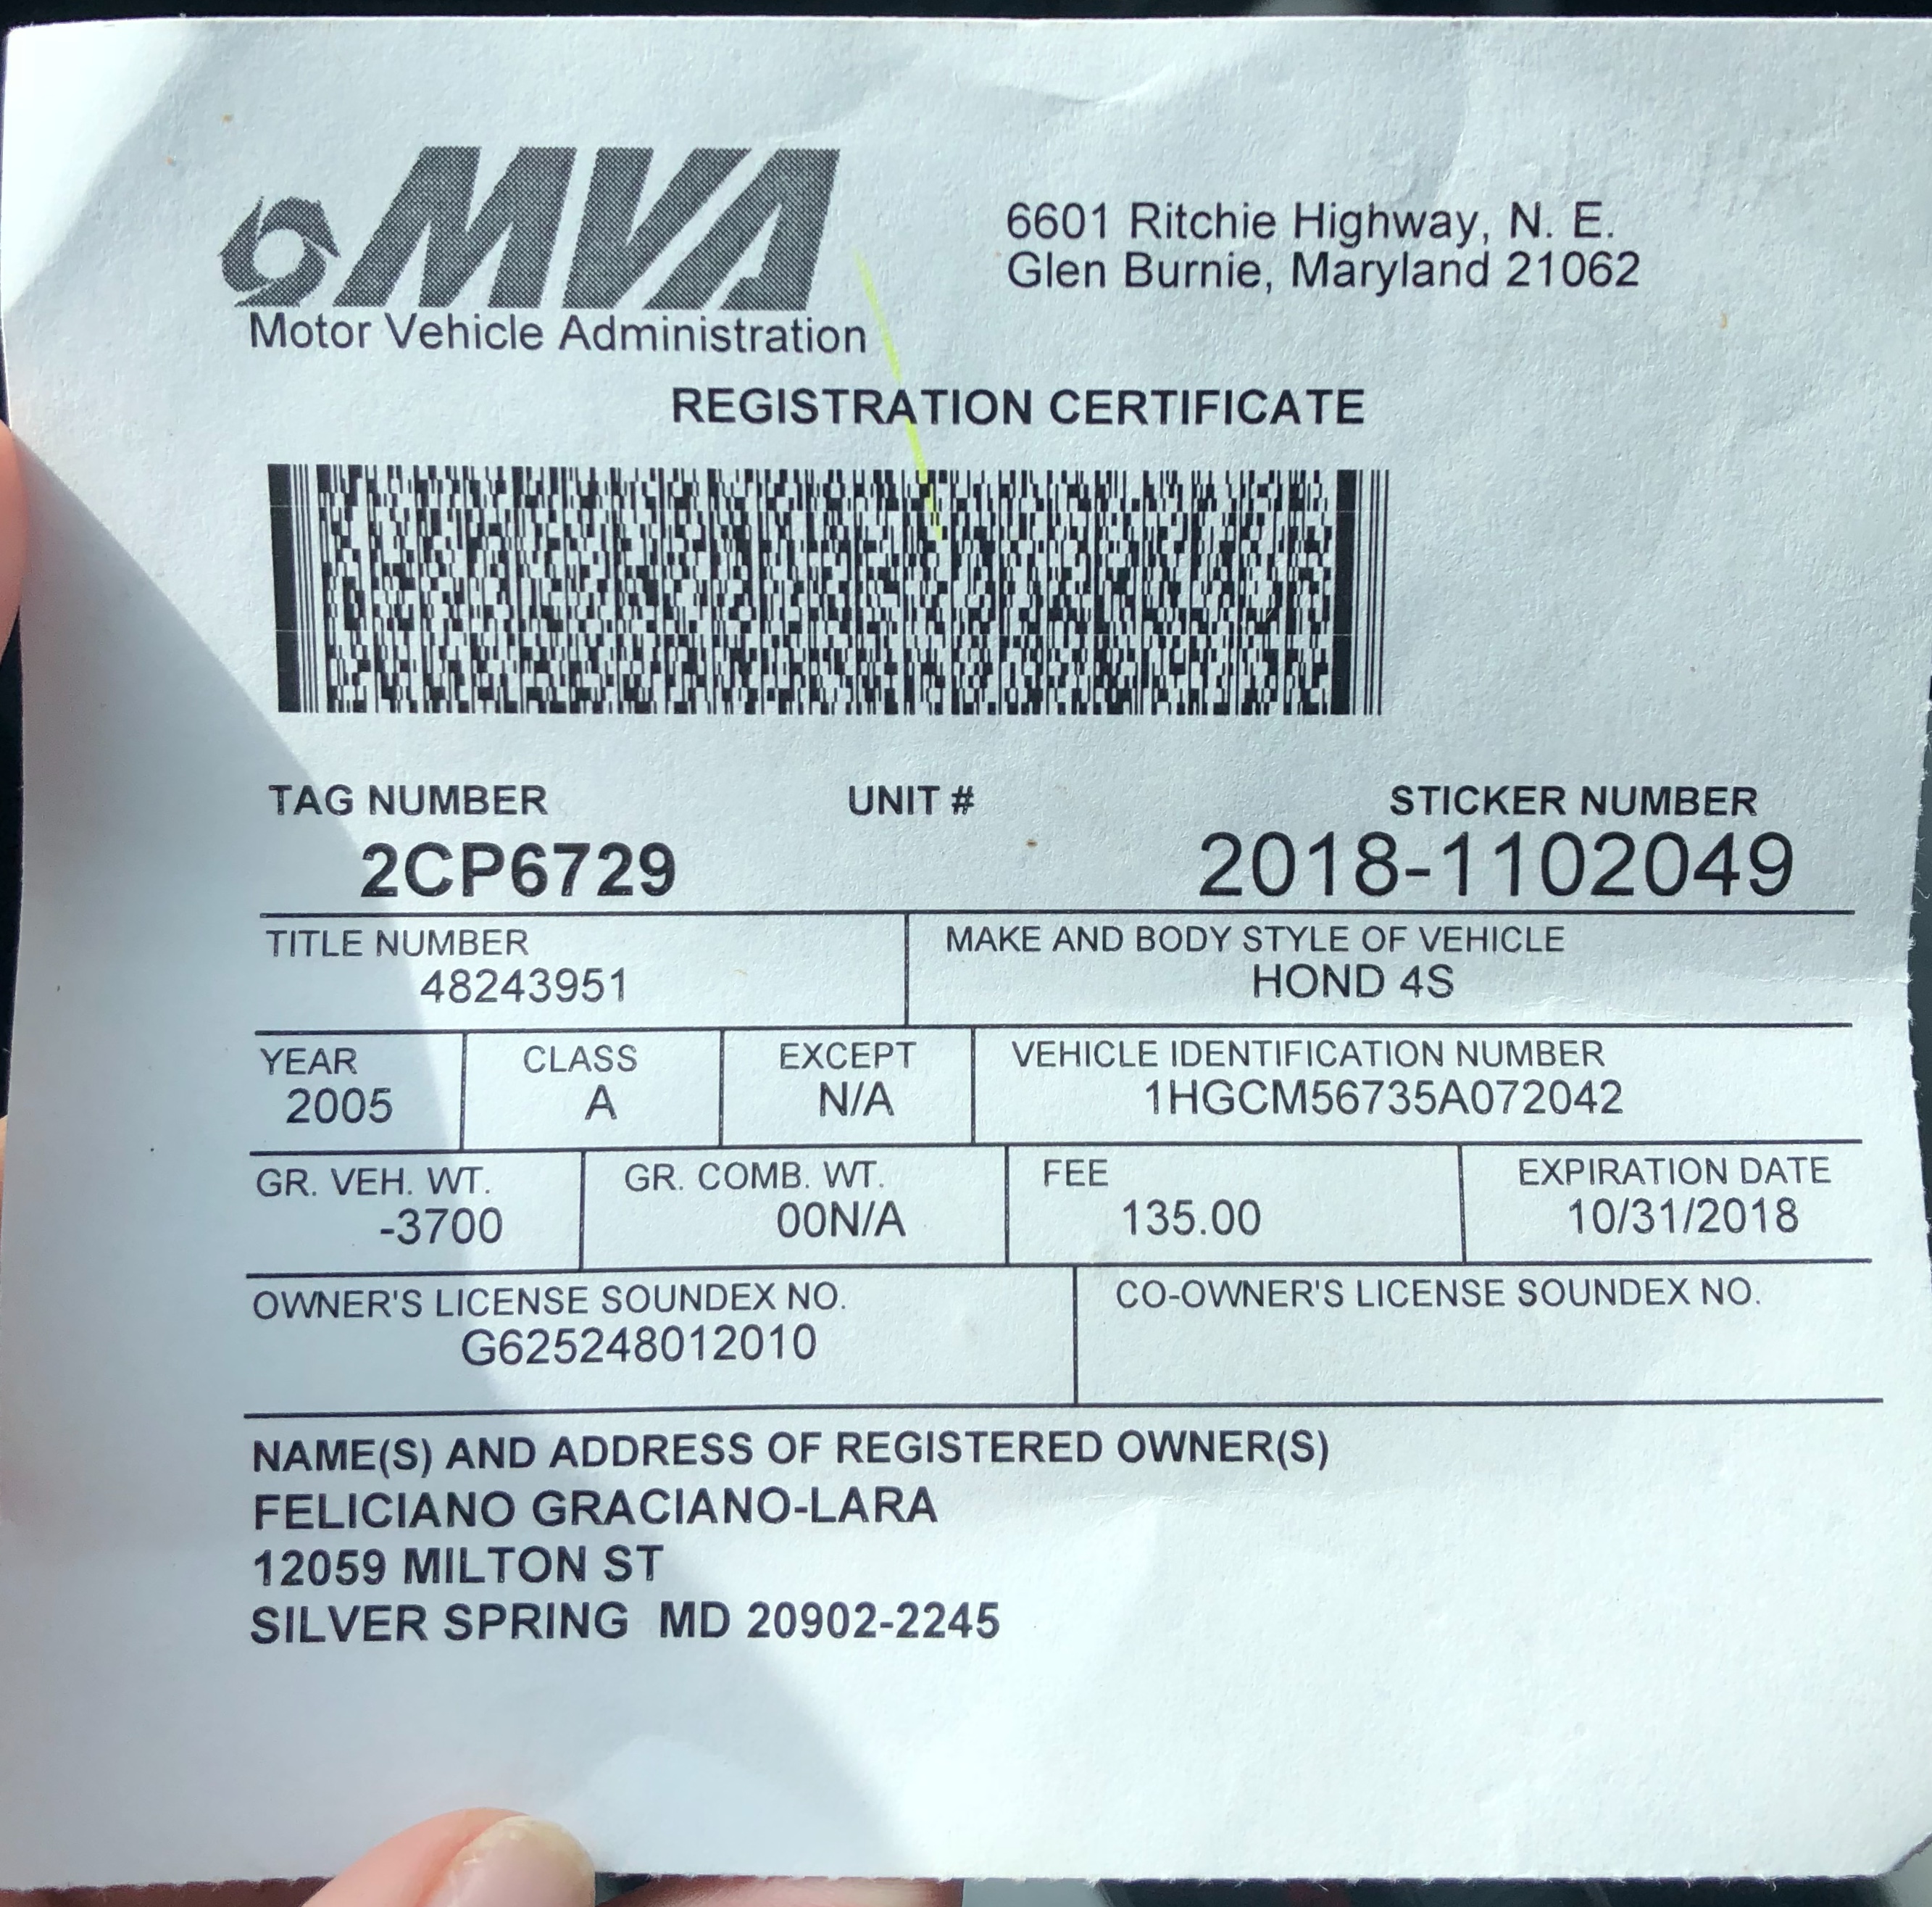 MVA
Motor Vehicle Administration
6601 Ritchie Highway, N. E.
Glen Burnie, Maryland 21062
REGISTRATION CERTIFICATE
TAG NUMBER UNIT # STICKER NUMBER
2CP6729 2018-1102049
TITLE NUMBER MAKE AND BODY STYLE OF VEHICLE
48243951 HOND 4S
YEAR CLASS EXCEPT VEHICLE IDENTIFICATION NUMBER
2005 A N/A 1HGCM56735A072042
GR. VEH. WT. GR. COMB. WT. FEE EXPIRATION DATE
-3700 00N/A 135.00 10/31/2018
OWNER'S LICENSE SOUNDEX NO. CO-OWNER'S LICENSE SOUNDEX NO.
G625248012010
NAME(S) AND ADDRESS OF REGISTERED OWNER(S)
FELICIANO GRACIANO-LARA
12059 MILTON ST
SILVER SPRING MD 20902-2245